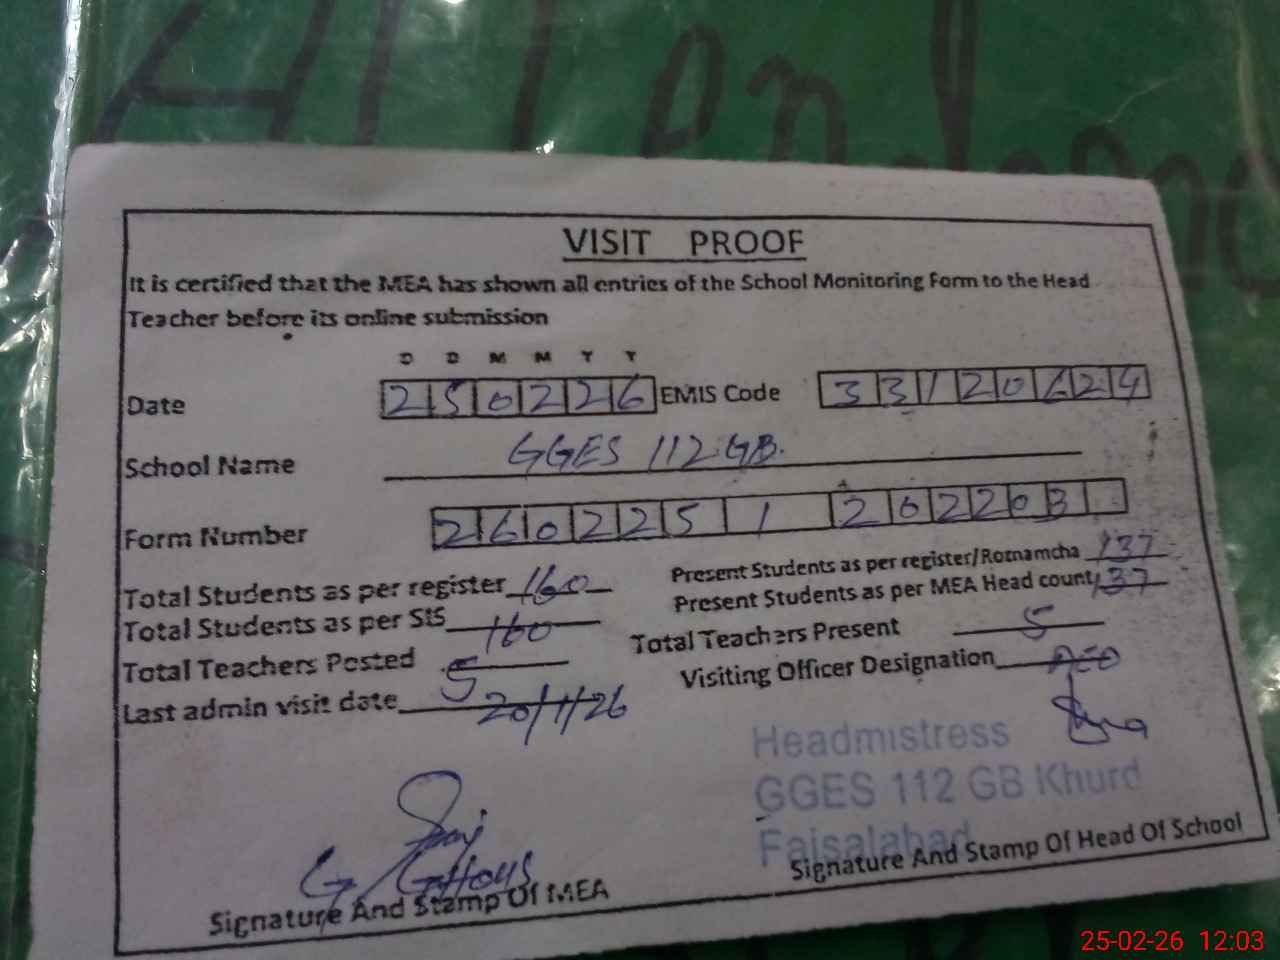 Attendance
VISIT PROOF
It is certified that the MEA has shown all entries of the School Monitoring Form to the Head
Teacher before its online submission
D D M M Y Y
Date 250226 EMIS Code 33120624
School Name GGES 112 GB.
Form Number 2602251 202203
Total Students as per register 160 Present Students as per register/Roznamcha 137
Total Students as per SIS 160 Present Students as per MEA Head count 137
Total Teachers Posted 5 Total Teachers Present 5
Last admin visit date 20/1/26 Visiting Officer Designation AEO
Headmistress
GGES 112 GB Khurd
Faisalabad
Signature And Stamp Of MEA Signature And Stamp Of Head Of School
25-02-26 12:03